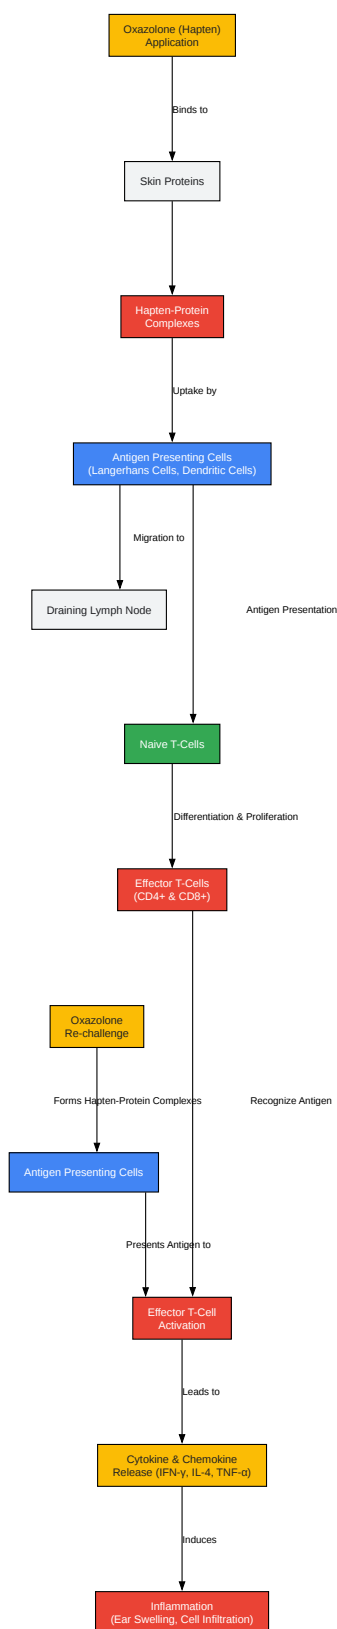 Oxazolone (Hapten)
Application
Binds to
Skin Proteins
Hapten-Protein
Complexes
Uptake by
Antigen Presenting Cells
(Langerhans Cells, Dendritic Cells)
Migration to
Draining Lymph Node
Antigen Presentation
Naive T-Cells
Differentiation & Proliferation
Effector T-Cells
(CD4+ & CD8+)
Oxazolone
Re-challenge
Forms Hapten-Protein Complexes
Recognize Antigen
Antigen Presenting Cells
Presents Antigen to
Effector T-Cell
Activation
Leads to
Cytokine & Chemokine
Release (IFN-γ, IL-4, TNF-α)
Induces
Inflammation
(Ear Swelling, Cell Infiltration)